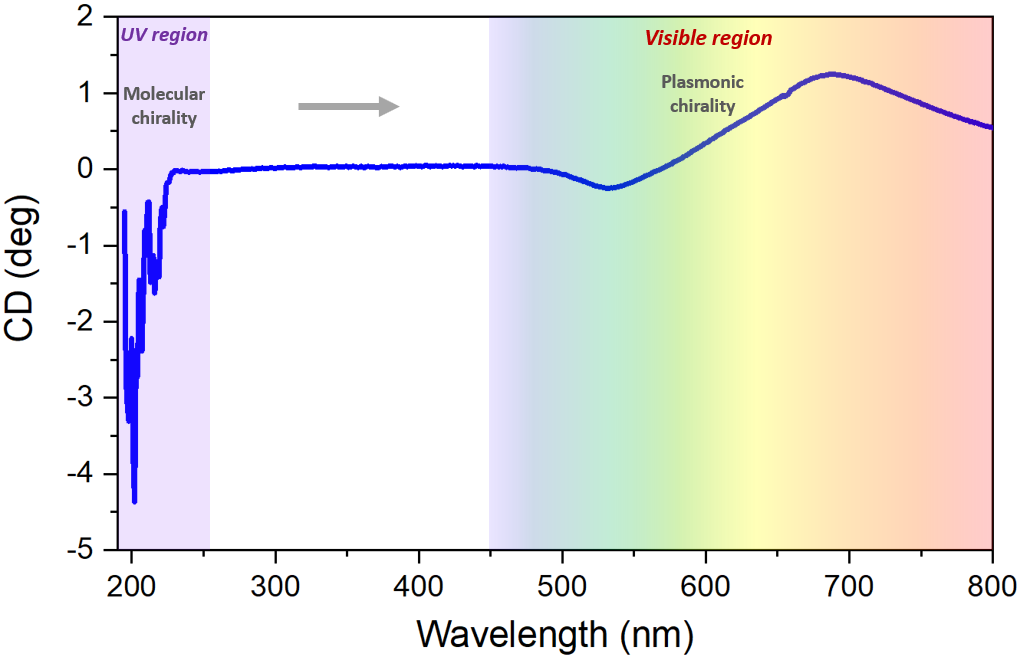 2
1
0
-1
-2
-3
-4
-5
CD (deg)
UV region
Visible region
Molecular
chirality
Plasmonic
chirality
200 300 400 500 600 700 800
Wavelength (nm)